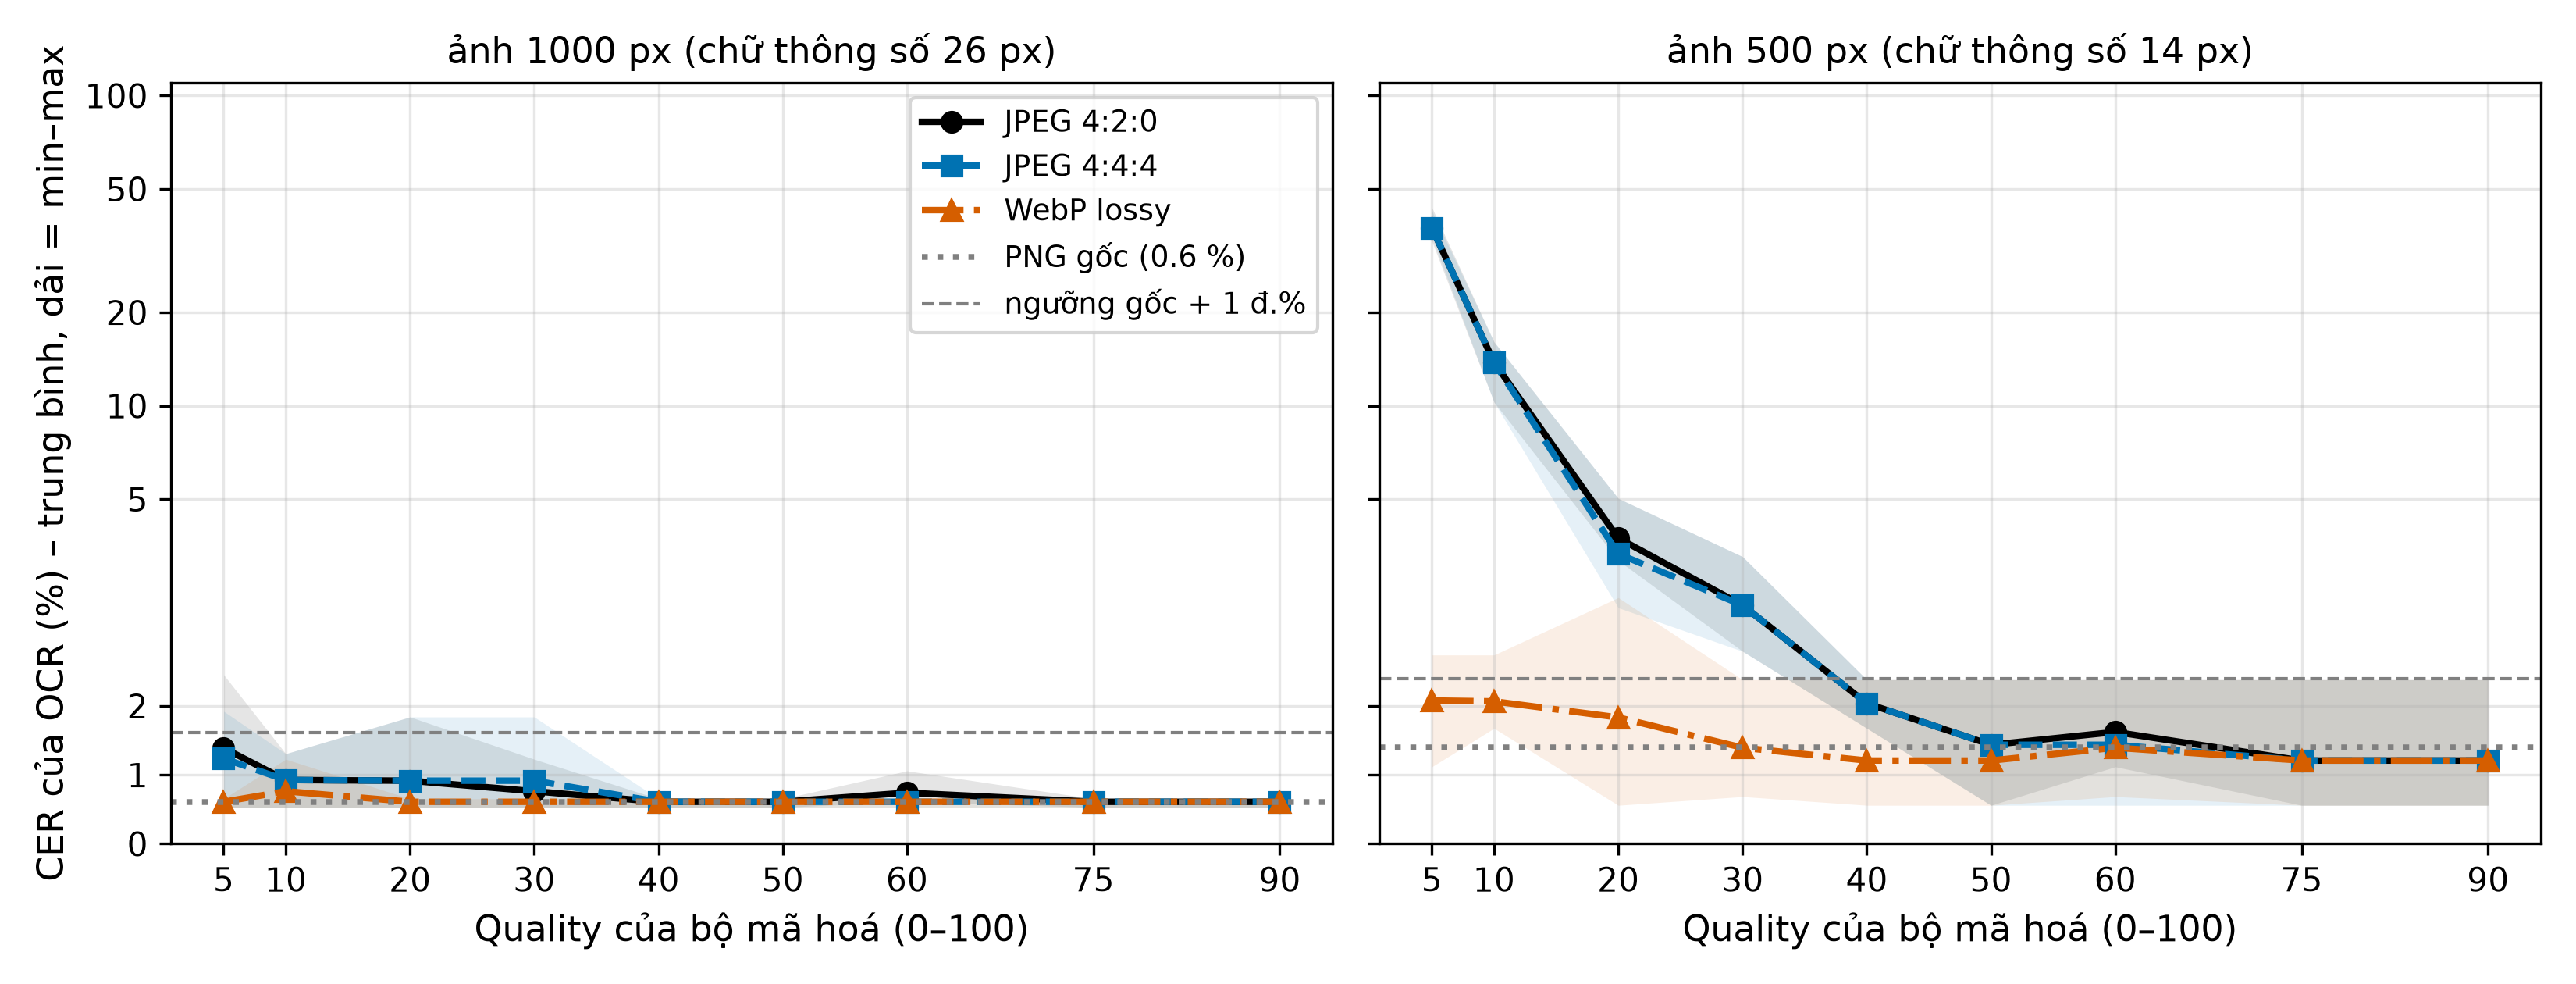 ảnh 1000 px (chữ thông số 26 px)
ảnh 500 px (chữ thông số 14 px)
CER của OCR (%) – trung bình, dải = min–max
100
50
20
10
5
2
1
0
JPEG 4:2:0
JPEG 4:4:4
WebP lossy
PNG gốc (0.6 %)
ngưỡng gốc + 1 đ.%
5 10 20 30 40 50 60 75 90
5 10 20 30 40 50 60 75 90
Quality của bộ mã hoá (0–100)
Quality của bộ mã hoá (0–100)